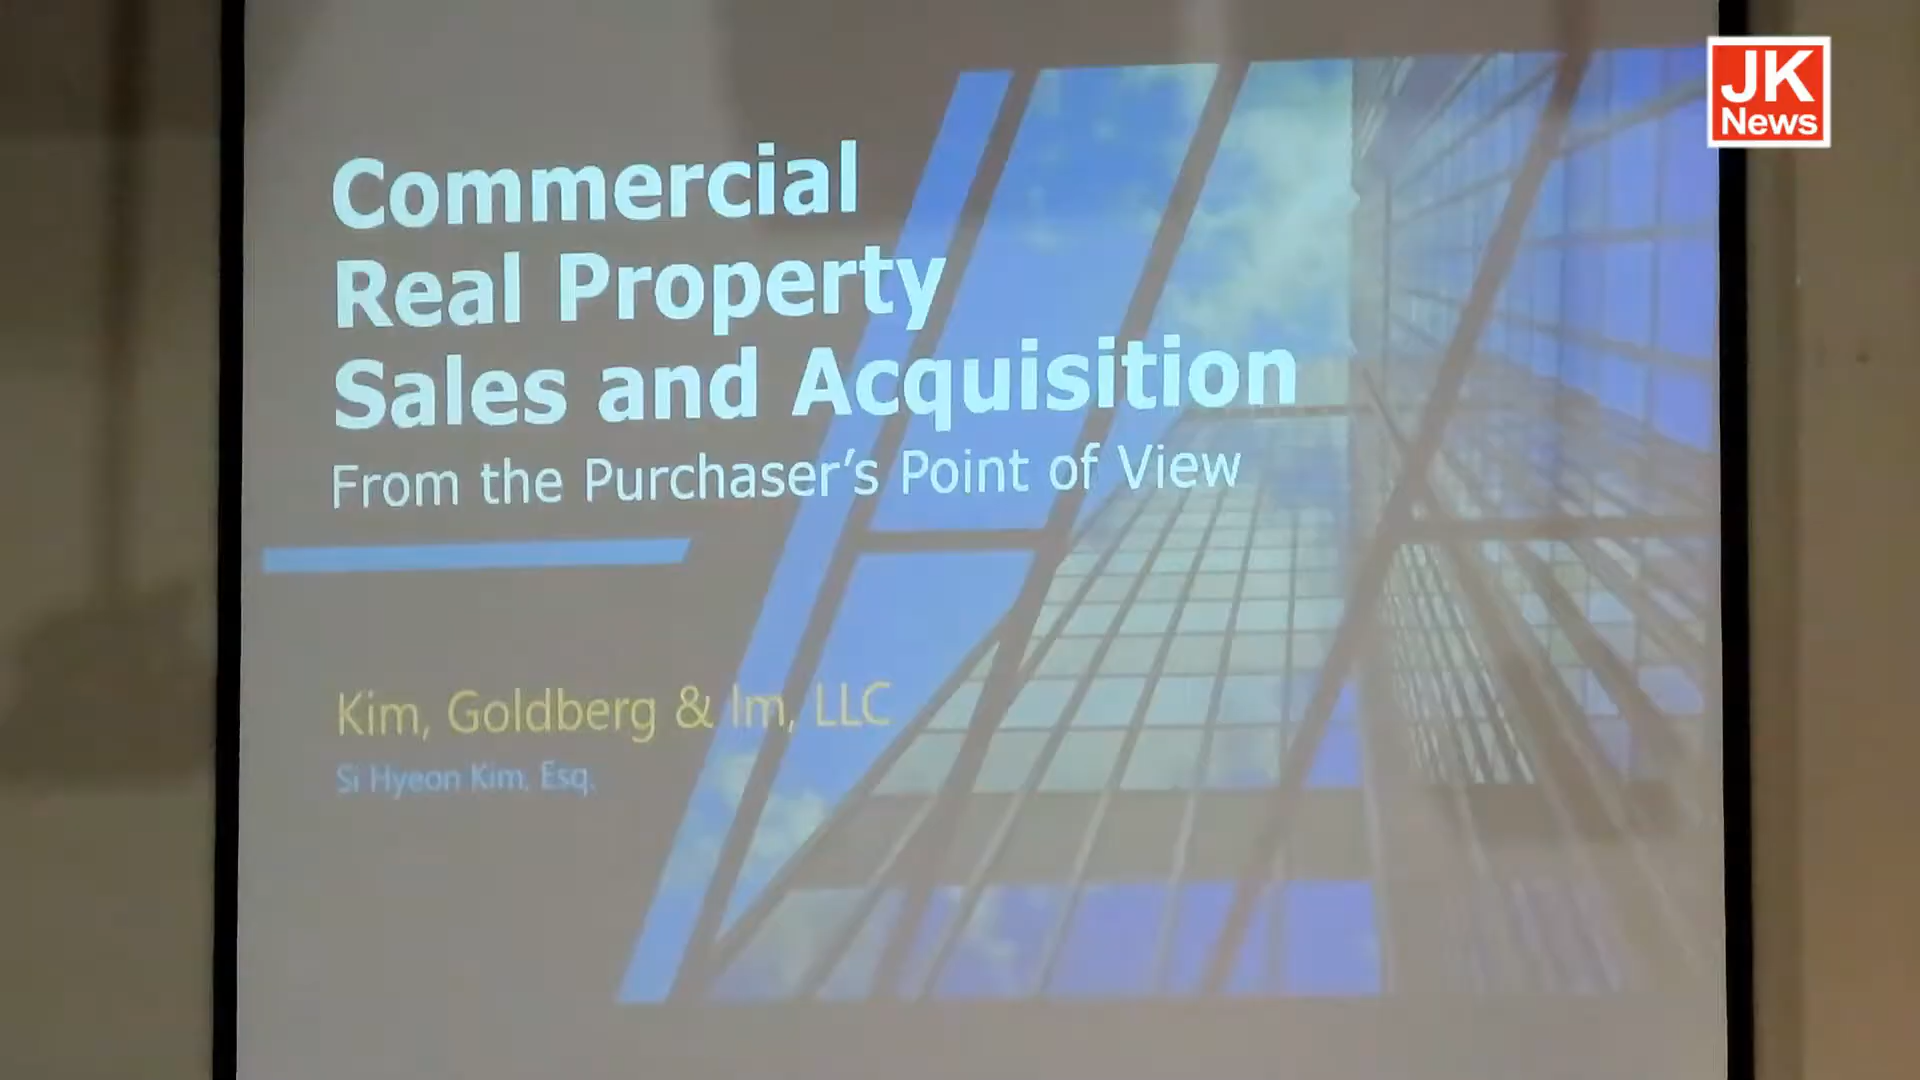 JK
News
Commercial
Real Property
Sales and Acquisition
From the Purchaser's Point of View
Kim, Goldberg & Im, LLC
Si Hyeon Kim, Esq.